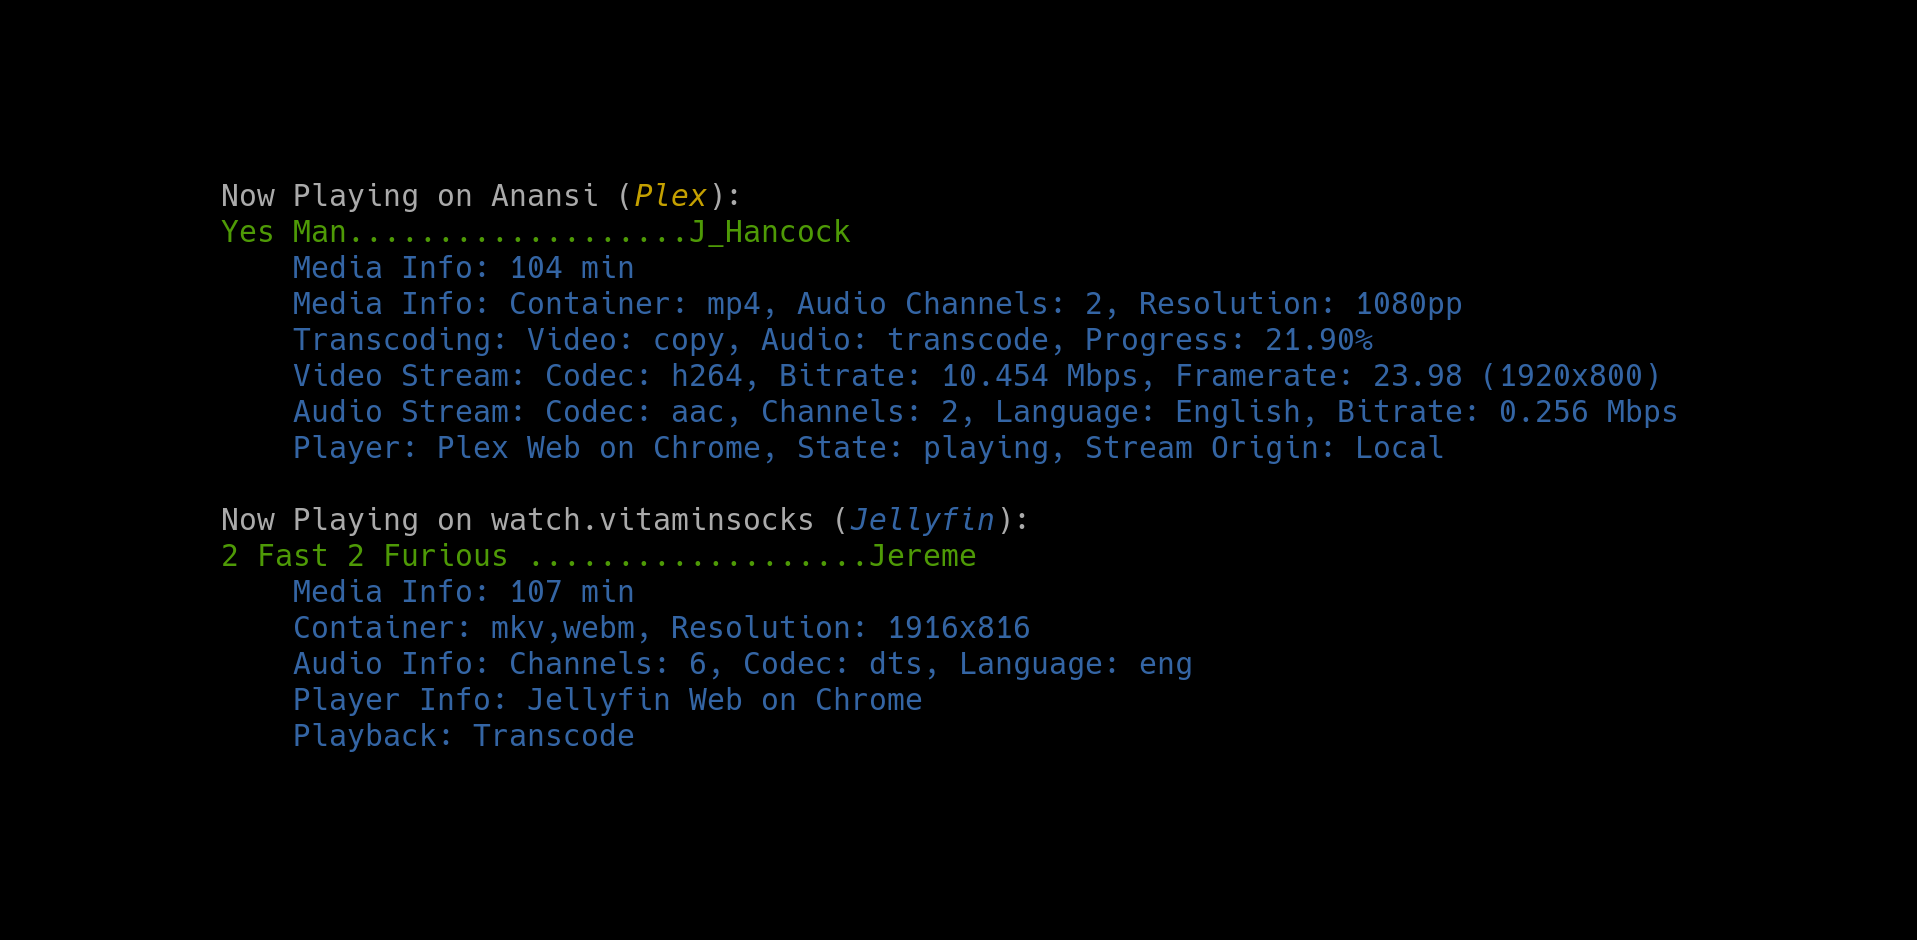 Now Playing on Anansi (Plex):
Yes Man...................J_Hancock
Media Info: 104 min
Media Info: Container: mp4, Audio Channels: 2, Resolution: 1080pp
Transcoding: Video: copy, Audio: transcode, Progress: 21.90%
Video Stream: Codec: h264, Bitrate: 10.454 Mbps, Framerate: 23.98 (1920x800)
Audio Stream: Codec: aac, Channels: 2, Language: English, Bitrate: 0.256 Mbps
Player: Plex Web on Chrome, State: playing, Stream Origin: Local
Now Playing on watch.vitaminsocks (Jellyfin):
2 Fast 2 Furious ...................Jereme
Media Info: 107 min
Container: mkv,webm, Resolution: 1916x816
Audio Info: Channels: 6, Codec: dts, Language: eng
Player Info: Jellyfin Web on Chrome
Playback: Transcode